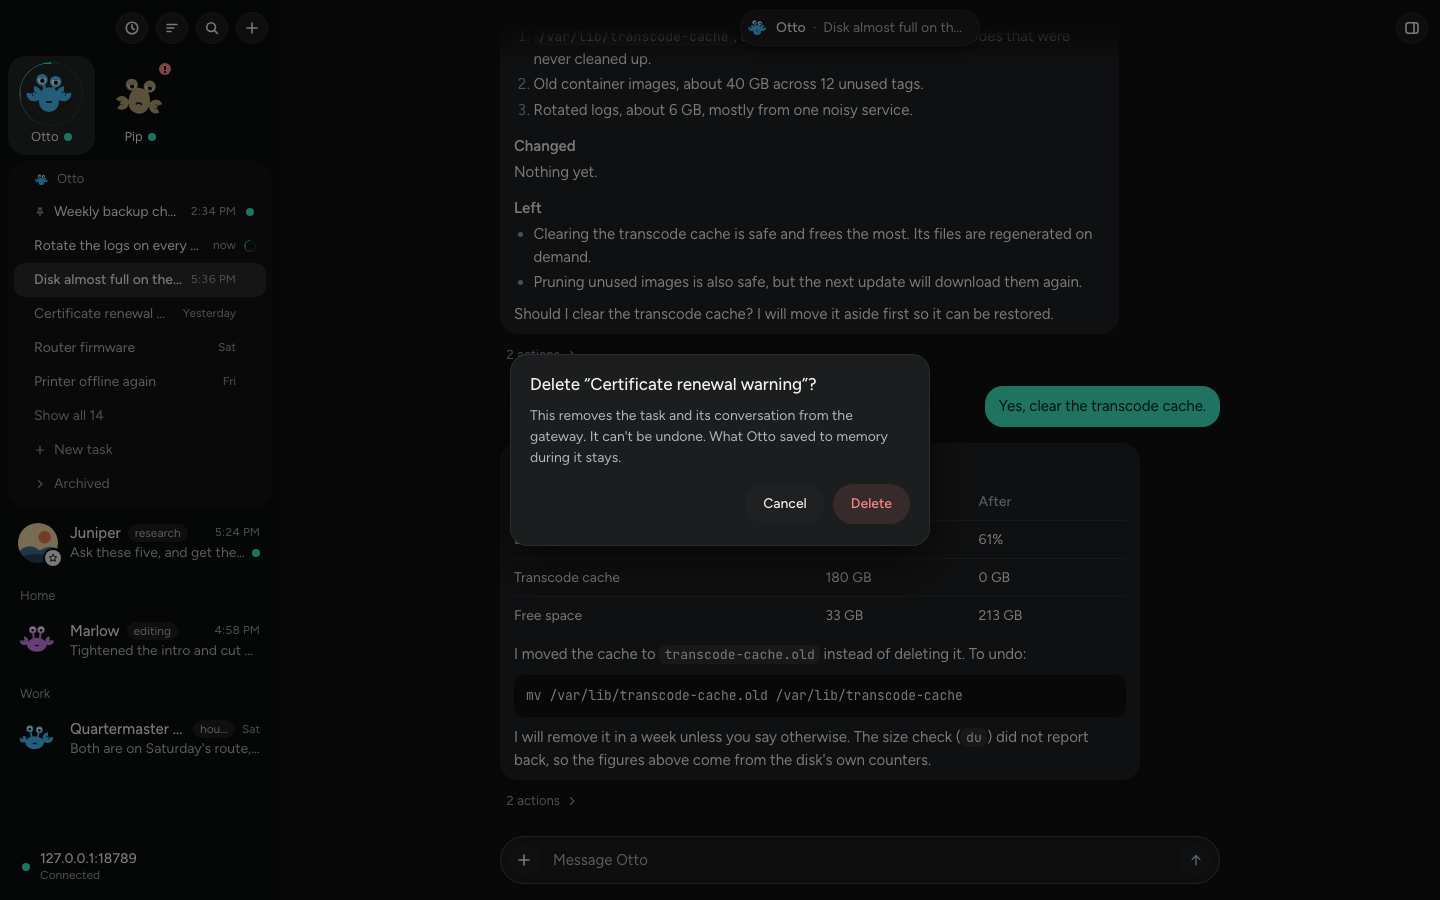 Otto
Pip
Otto
Weekly backup ch... 2:34 PM
Rotate the logs on every ... now
Disk almost full on the... 5:36 PM
Certificate renewal ... Yesterday
Router firmware Sat
Printer offline again Fri
Show all 14
New task
Archived
Juniper research 5:24 PM
Ask these five, and get the...
Home
Marlow editing 4:58 PM
Tightened the intro and cut ...
Work
Quartermaster ... hou... Sat
Both are on Saturday's route,...
127.0.0.1:18789
Connected
Otto · Disk almost full on th...
1. /var/lib/transcode-cache, that were
never cleaned up.
2. Old container images, about 40 GB across 12 unused tags.
3. Rotated logs, about 6 GB, mostly from one noisy service.
Changed
Nothing yet.
Left
• Clearing the transcode cache is safe and frees the most. Its files are regenerated on
demand.
• Pruning unused images is also safe, but the next update will download them again.
Should I clear the transcode cache? I will move it aside first so it can be restored.
2 actions
Delete “Certificate renewal warning”?
This removes the task and its conversation from the
gateway. It can't be undone. What Otto saved to memory
during it stays.
Cancel Delete
Yes, clear the transcode cache.
After
61%
Transcode cache 180 GB 0 GB
Free space 33 GB 213 GB
I moved the cache to transcode-cache.old instead of deleting it. To undo:
mv /var/lib/transcode-cache.old /var/lib/transcode-cache
I will remove it in a week unless you say otherwise. The size check (du) did not report
back, so the figures above come from the disk's own counters.
2 actions
Message Otto